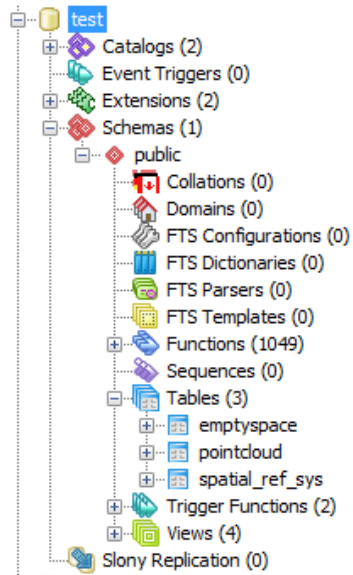 test
Catalogs (2)
Event Triggers (0)
Extensions (2)
Schemas (1)
public
Collations (0)
Domains (0)
FTS Configurations (0)
FTS Dictionaries (0)
FTS Parsers (0)
FTS Templates (0)
Functions (1049)
Sequences (0)
Tables (3)
emptyspace
pointcloud
spatial_ref_sys
Trigger Functions (2)
Views (4)
Slony Replication (0)